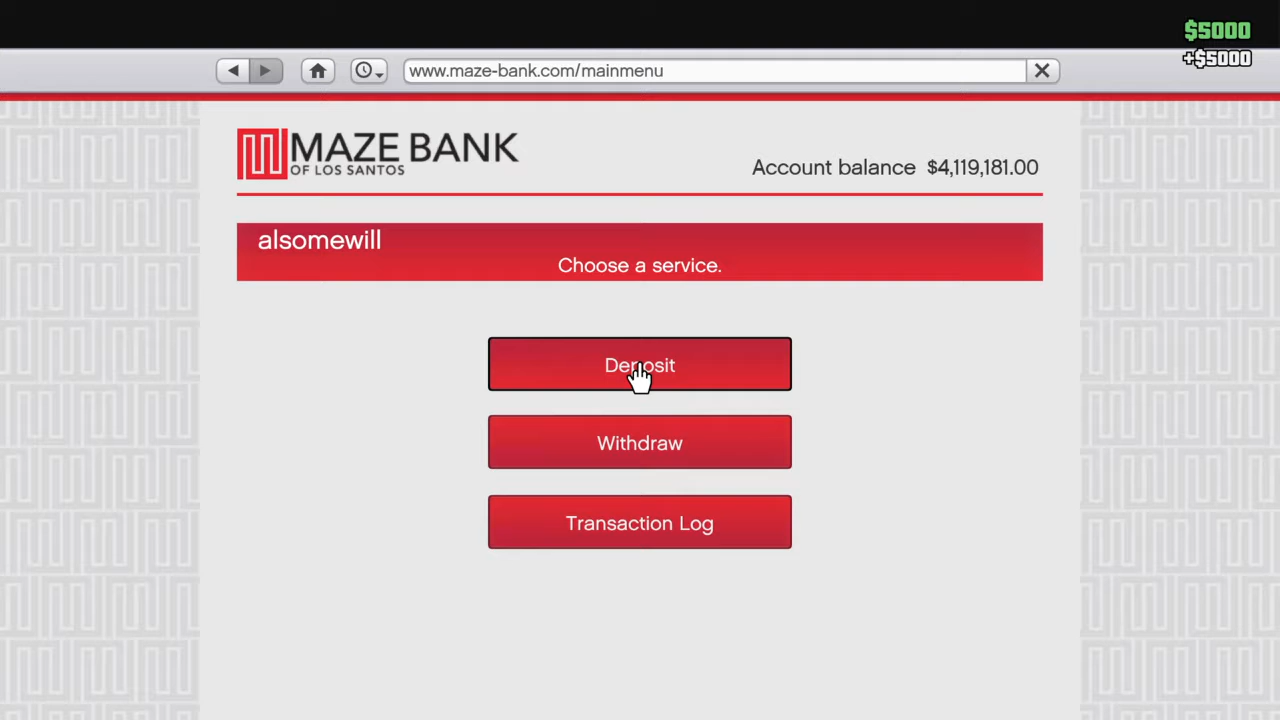 $5000
+$5000
www.maze-bank.com/mainmenu
MAZE BANK
OF LOS SANTOS
Account balance $4,119,181.00
alsomewill
Choose a service.
Deposit
Withdraw
Transaction Log